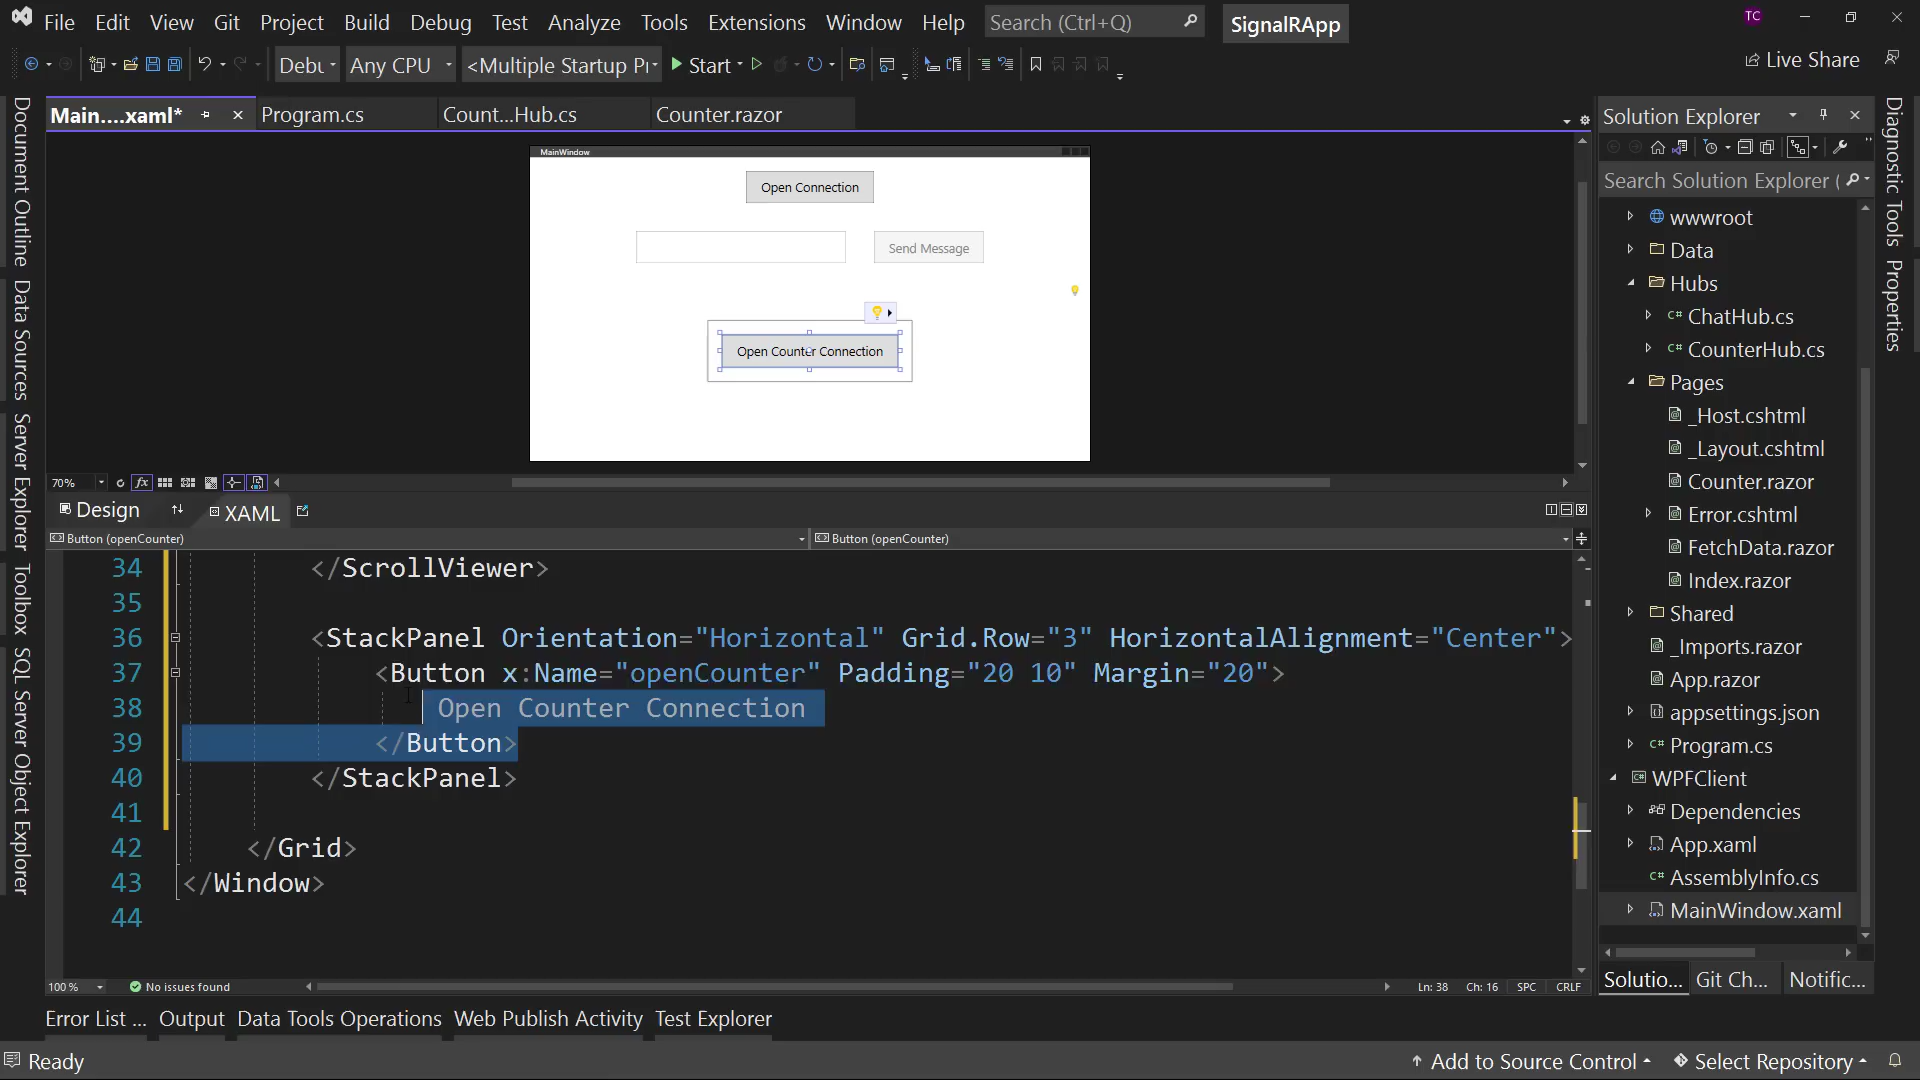 File Edit View Git Project Build Debug Test Analyze Tools Extensions Window Help Search (Ctrl+Q) SignalRApp TC
Debu Any CPU <Multiple Startup Pr Start Live Share
Main....xaml* Program.cs Count...Hub.cs Counter.razor
MainWindow
Open Connection
Send Message
Open Counter Connection
70% fx
Design XAML
Button (openCounter) Button (openCounter)
34 </ScrollViewer>
35
36 <StackPanel Orientation="Horizontal" Grid.Row="3" HorizontalAlignment="Center">
37 <Button x:Name="openCounter" Padding="20 10" Margin="20">
38 Open Counter Connection
39 </Button>
40 </StackPanel>
41
42 </Grid>
43 </Window>
44
100% No issues found Ln: 38 Ch: 16 SPC CRLF
Error List ... Output Data Tools Operations Web Publish Activity Test Explorer
Ready Add to Source Control Select Repository
Document Outline
Data Sources
Server Explorer
Toolbox
SQL Server Object Explorer
Solution Explorer
Search Solution Explorer (
wwwroot
Data
Hubs
C# ChatHub.cs
C# CounterHub.cs
Pages
_Host.cshtml
_Layout.cshtml
Counter.razor
Error.cshtml
FetchData.razor
Index.razor
Shared
_Imports.razor
App.razor
appsettings.json
C# Program.cs
WPFClient
Dependencies
App.xaml
C# AssemblyInfo.cs
MainWindow.xaml
Solutio... Git Ch... Notific...
Diagnostic Tools
Properties